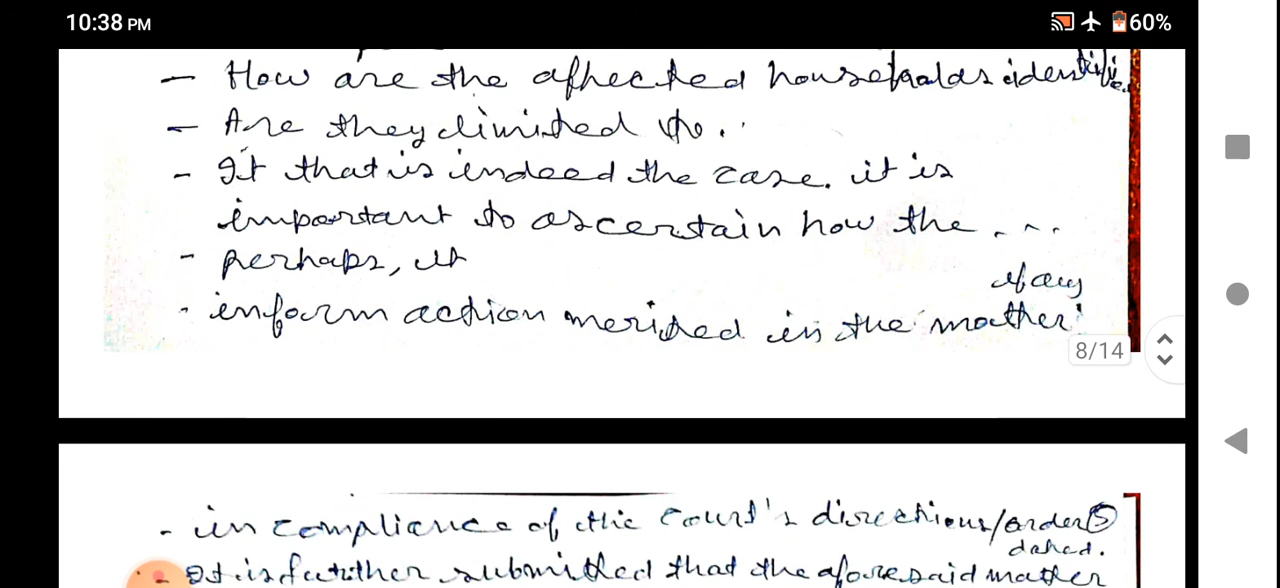 10:38 PM
60%
- How are the affected households identifie
- Are they limited to..
- If that is indeed the case. it is
important to ascertain how the ...
- perhaps, it
if any
- inform action merited in the matter
8/14
- in compliance of the Court's directions/order
dated.
- It is further submitted that the aforesaid matter